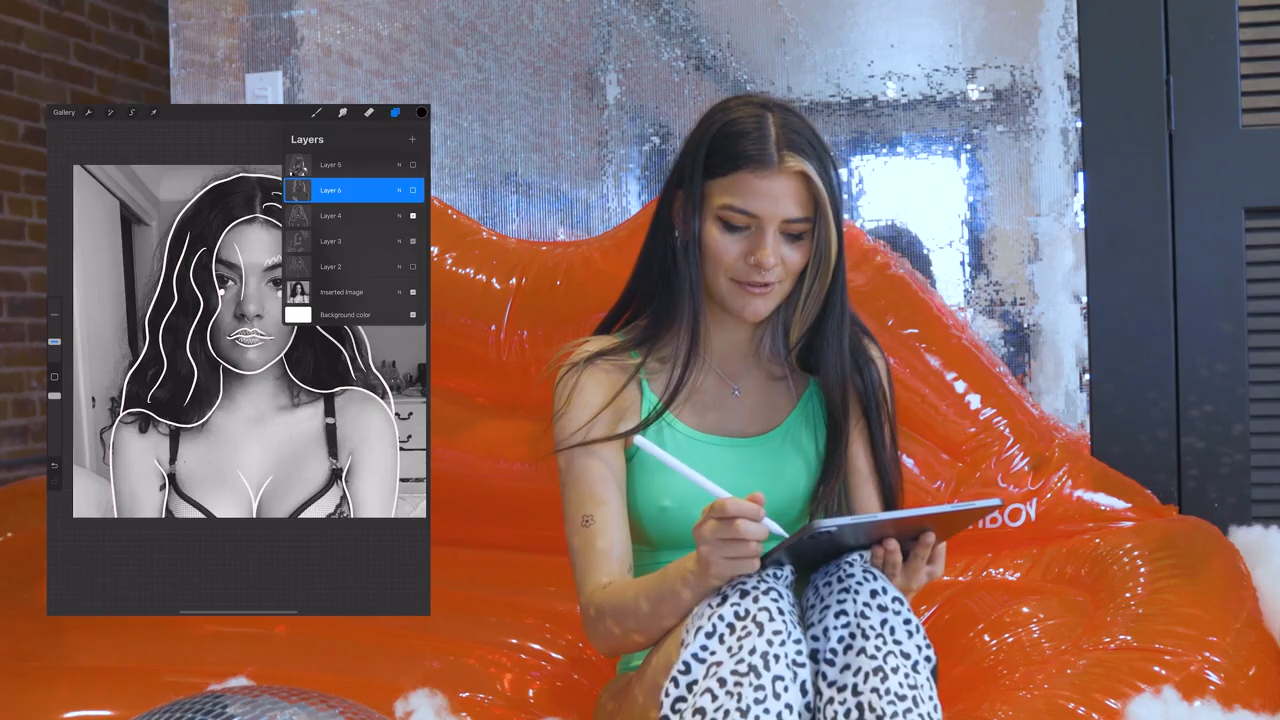 Gallery
Layers
Layer 5 N
Layer 6 N
Layer 4 N
Layer 3 N
Layer 2 N
Inserted Image N
Background color
BOY